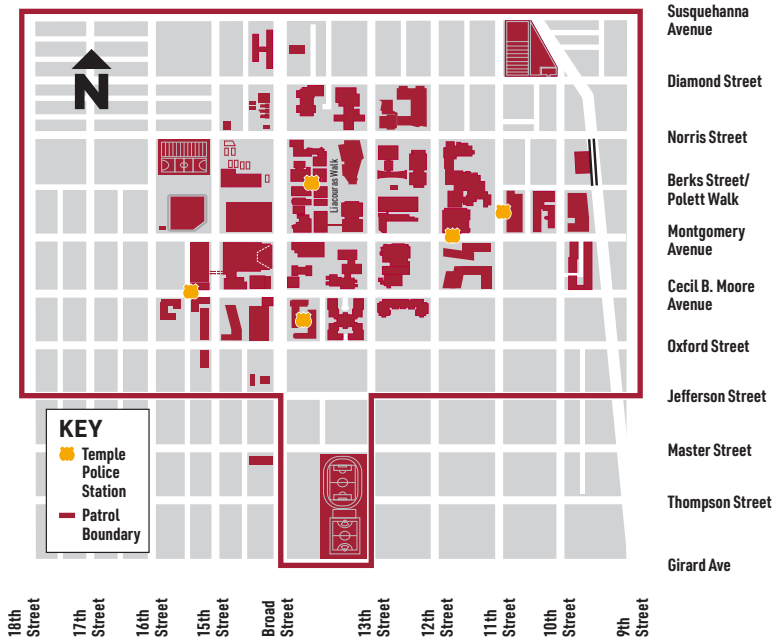 Susquehanna
Avenue
Diamond Street
Norris Street
Berks Street/
Polett Walk
Montgomery
Avenue
Cecil B. Moore
Avenue
Oxford Street
Jefferson Street
Master Street
Thompson Street
Girard Ave
N
Liacouras Walk
KEY
Temple
Police
Station
Patrol
Boundary
18th
Street
17th
Street
16th
Street
15th
Street
Broad
Street
13th
Street
12th
Street
11th
Street
10th
Street
9th
Street